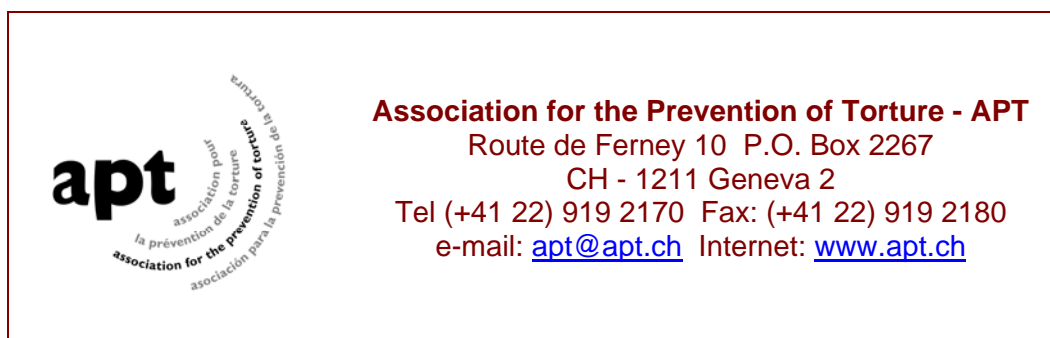 apt
association pour
la prévention de la torture
association for the prevention of torture
asociación para la prevención de la tortura
Association for the Prevention of Torture - APT
Route de Ferney 10 P.O. Box 2267
CH - 1211 Geneva 2
Tel (+41 22) 919 2170 Fax: (+41 22) 919 2180
e-mail: apt@apt.ch Internet: www.apt.ch